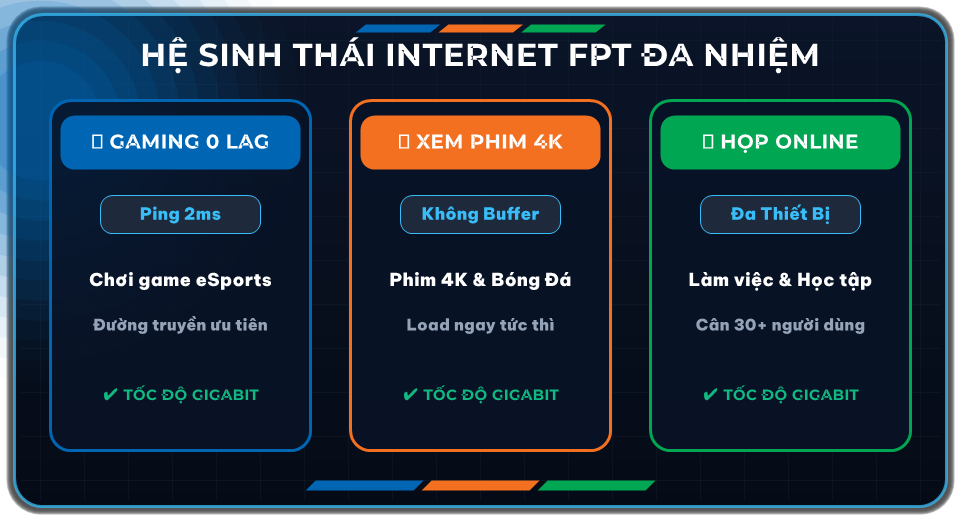 HỆ SINH THÁI INTERNET FPT ĐA NHIỆM
GAMING 0 LAG
Ping 2ms
Chơi game eSports
Đường truyền ưu tiên
✔ TỐC ĐỘ GIGABIT
XEM PHIM 4K
Không Buffer
Phim 4K & Bóng Đá
Load ngay tức thì
✔ TỐC ĐỘ GIGABIT
HỌP ONLINE
Đa Thiết Bị
Làm việc & Học tập
Cân 30+ người dùng
✔ TỐC ĐỘ GIGABIT